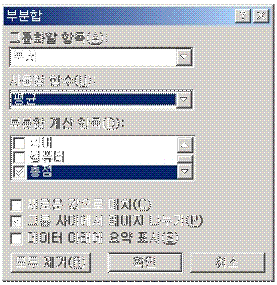 부분합
그룹화할 항목(A):
부서
사용할 함수(U):
평균
부분합 계산 항목(D):
국어
컴퓨터
총점
새로운 값으로 대치(C)
그룹 사이에서 페이지 나누기(P)
데이터 아래에 요약 표시(S)
모두 제거(R) 확인 취소